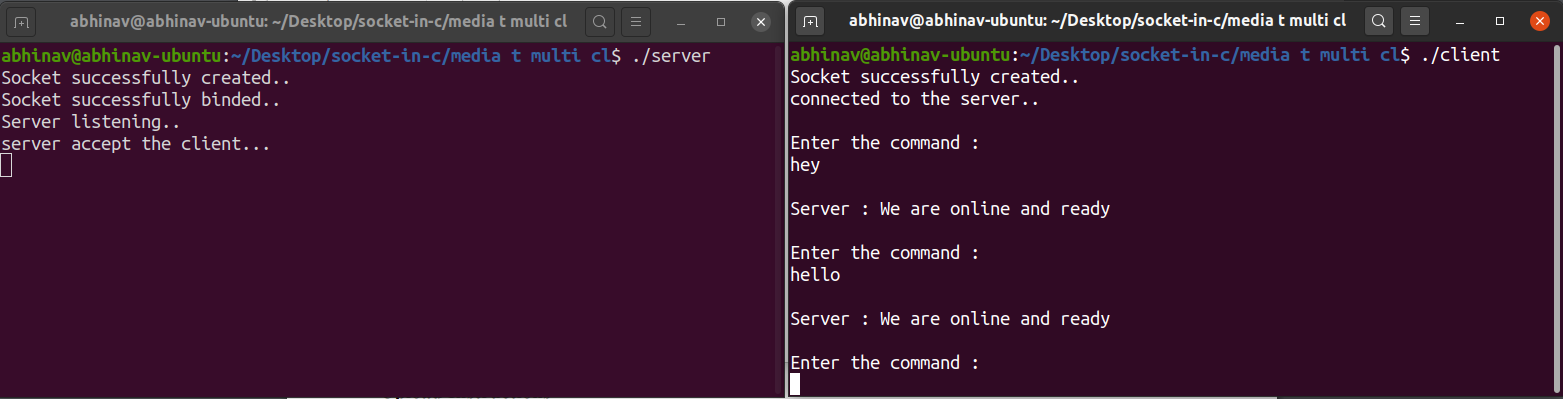 abhinav@abhinav-ubuntu: ~/Desktop/socket-in-c/media t multi cl
abhinav@abhinav-ubuntu:~/Desktop/socket-in-c/media t multi cl$ ./server
Socket successfully created..
Socket successfully binded..
Server listening..
server accept the client...
abhinav@abhinav-ubuntu: ~/Desktop/socket-in-c/media t multi cl
abhinav@abhinav-ubuntu:~/Desktop/socket-in-c/media t multi cl$ ./client
Socket successfully created..
connected to the server..
Enter the command :
hey
Server : We are online and ready
Enter the command :
hello
Server : We are online and ready
Enter the command :